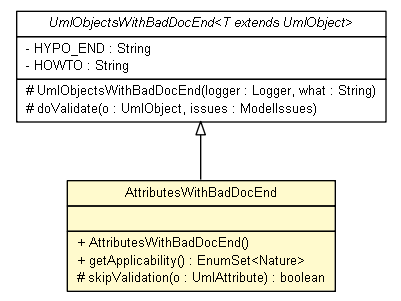 UmlObjectsWithBadDocEnd<T extends UmlObject>
- HYPO_END : String
- HOWTO : String
# UmlObjectsWithBadDocEnd(logger : Logger, what : String)
# doValidate(o : UmlObject, issues : ModelIssues)
AttributesWithBadDocEnd
+ AttributesWithBadDocEnd()
+ getApplicability() : EnumSet<Nature>
# skipValidation(o : UmlAttribute) : boolean